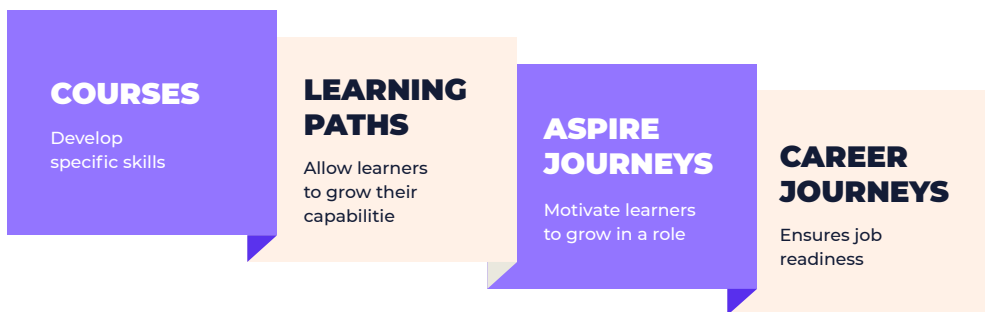 COURSES
Develop
specific skills
LEARNING
PATHS
Allow learners
to grow their
capabilitie
ASPIRE
JOURNEYS
Motivate learners
to grow in a role
CAREER
JOURNEYS
Ensures job
readiness